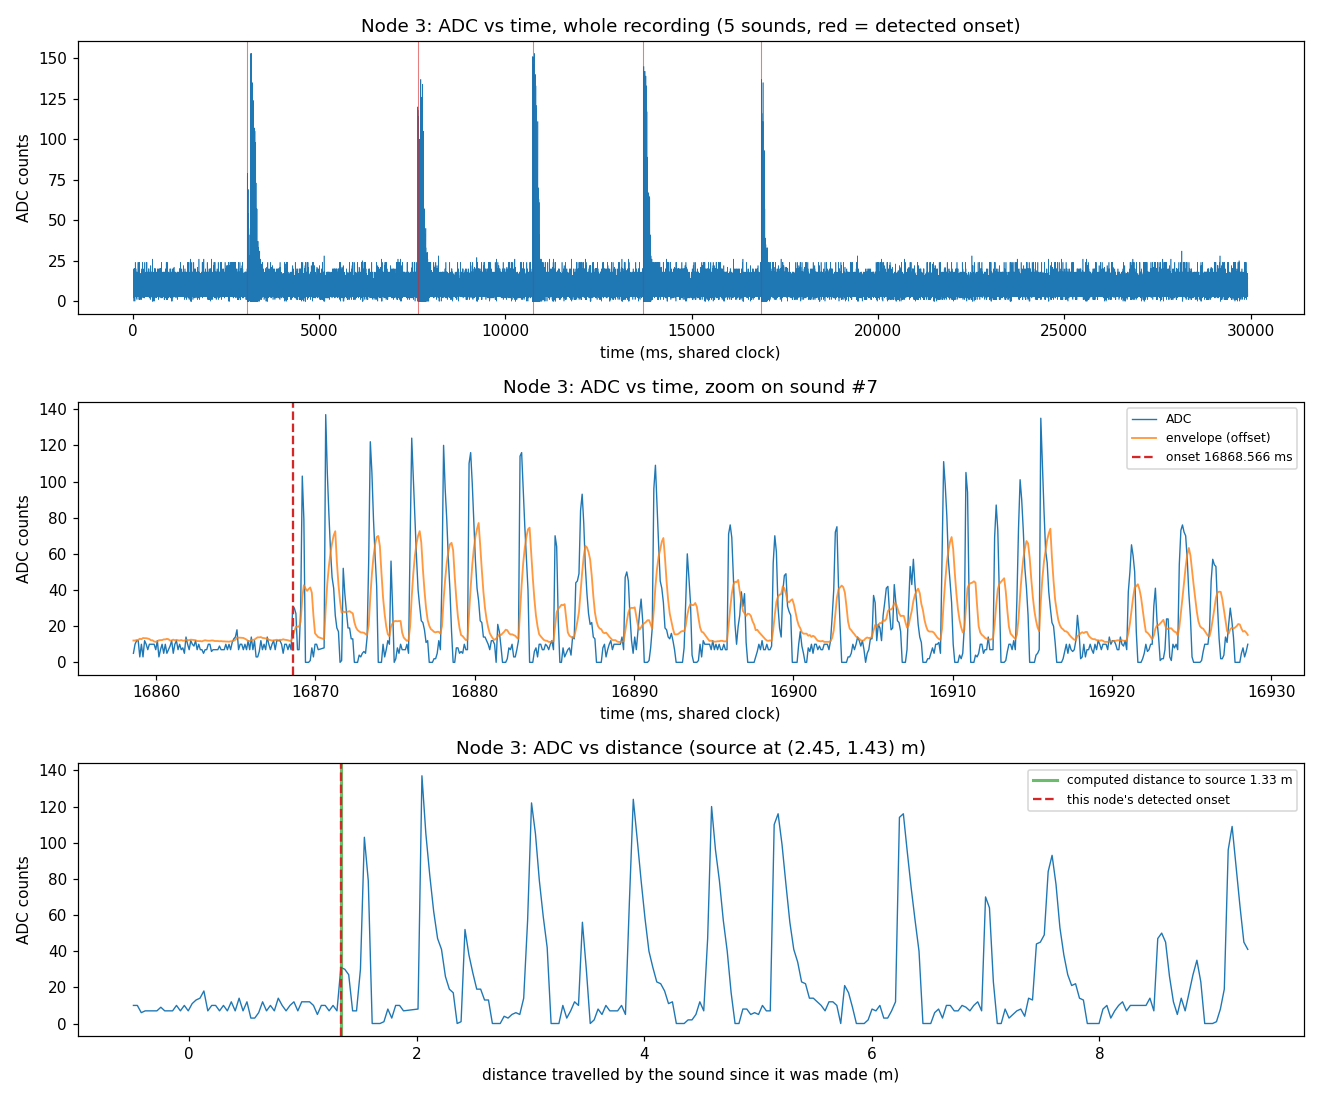 Node 3: ADC vs time, whole recording (5 sounds, red = detected onset)
ADC counts
150
125
100
75
50
25
0
0 5000 10000 15000 20000 25000 30000
time (ms, shared clock)
Node 3: ADC vs time, zoom on sound #7
ADC counts
140
120
100
80
60
40
20
0
ADC
envelope (offset)
onset 16868.566 ms
16860 16870 16880 16890 16900 16910 16920 16930
time (ms, shared clock)
Node 3: ADC vs distance (source at (2.45, 1.43) m)
ADC counts
140
120
100
80
60
40
20
0
computed distance to source 1.33 m
this node's detected onset
0 2 4 6 8
distance travelled by the sound since it was made (m)